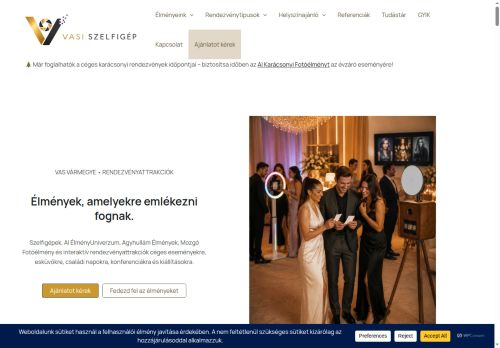 VASI SZELFIGÉP
Élményeink
Rendezvénytípusok
Helyszínajánló
Referenciák
Tudástár
GYIK
Kapcsolat
Ajánlatot kérek
🎄 Már foglalhatók a céges karácsonyi rendezvények időpontjai – biztosítsa időben az AI Karácsonyi Fotóélményt az évzáró eseményére!
VAS VÁRMEGYE • RENDEZVÉNYATTRAKCIÓK
Élmények, amelyekre emlékezni
fognak.
Szelfigépek, AI ÉlményUniverzum, Agyhullám Élmények, Mozgó
Fotóélmény és interaktív rendezvényattrakciók céges eseményekre,
esküvőkre, családi napokra, konferenciákra és kiállításokra.
Ajánlatot kérek
Fedezd fel az élményeket
Weboldalunk sütiket használ a felhasználói élmény javítása érdekében. A nem feltétlenül szükséges sütiket kizárólag az
hozzájárulásoddal alkalmazzuk.
Preferences
Reject
Accept All